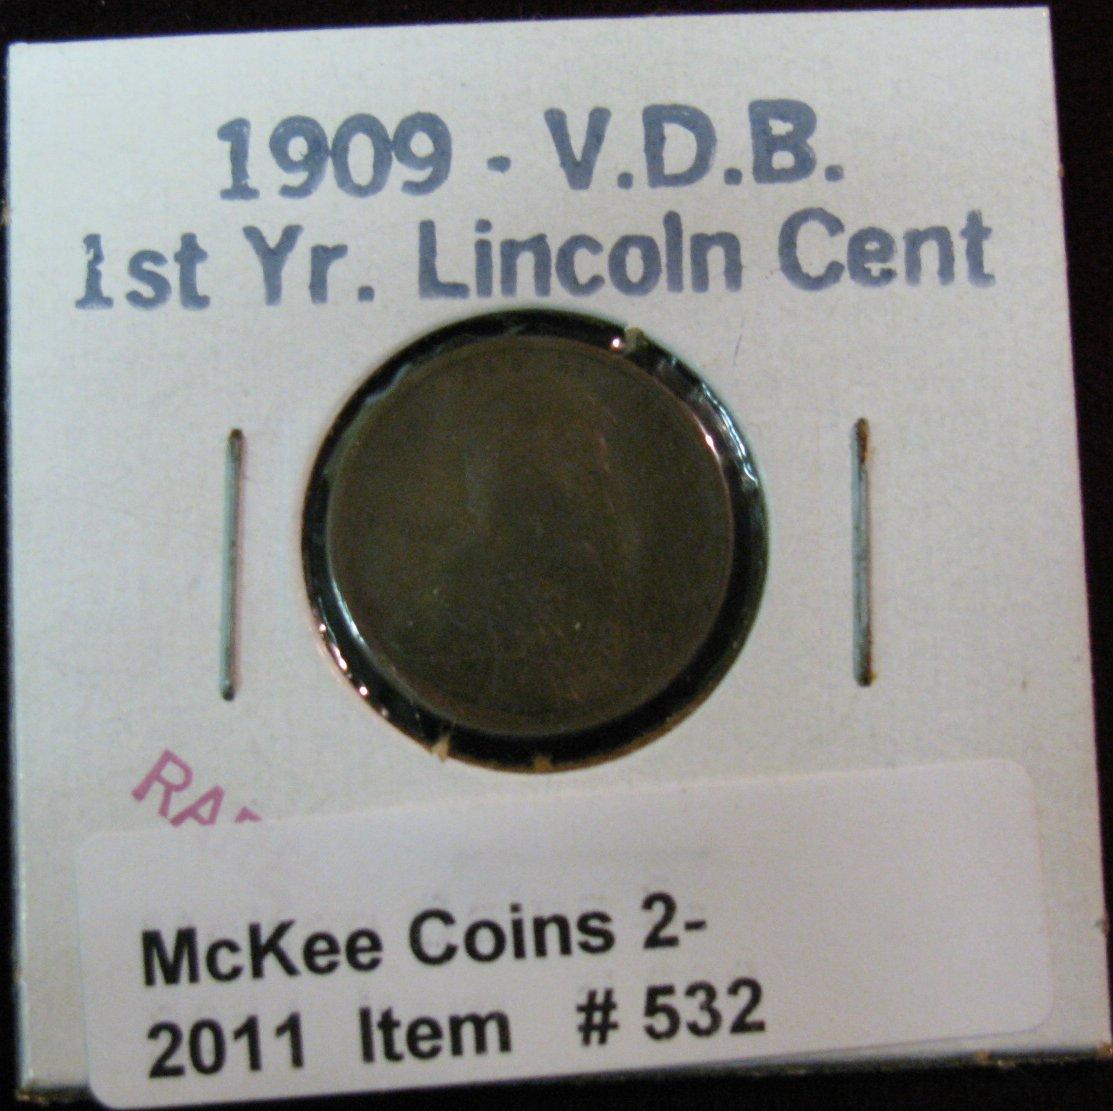 1909 - V.D.B.
1st Yr. Lincoln Cent
McKee Coins 2-
2011 Item # 532